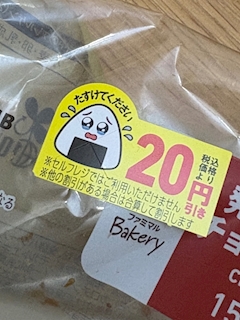 たすけてください
税込価格より
20円引き
※セルフレジではご利用いただけません
※他の割引がある場合は合算して割引します
ファミマル
Bakery
チョ
15